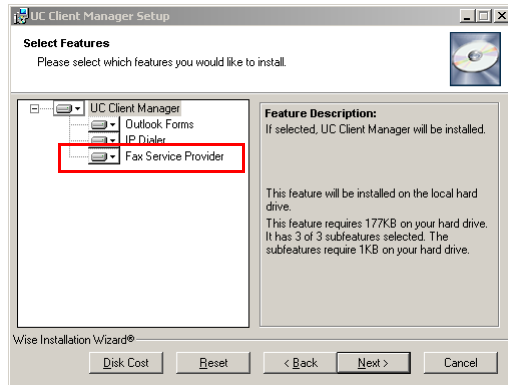 UC Client Manager Setup
Select Features
Please select which features you would like to install.
UC Client Manager
Outlook Forms
IP Dialer
Fax Service Provider
Feature Description:
If selected, UC Client Manager will be installed.
This feature will be installed on the local hard
drive.
This feature requires 177KB on your hard drive.
It has 3 of 3 subfeatures selected. The
subfeatures require 1KB on your hard drive.
Wise Installation Wizard®
Disk Cost
Reset
< Back
Next >
Cancel